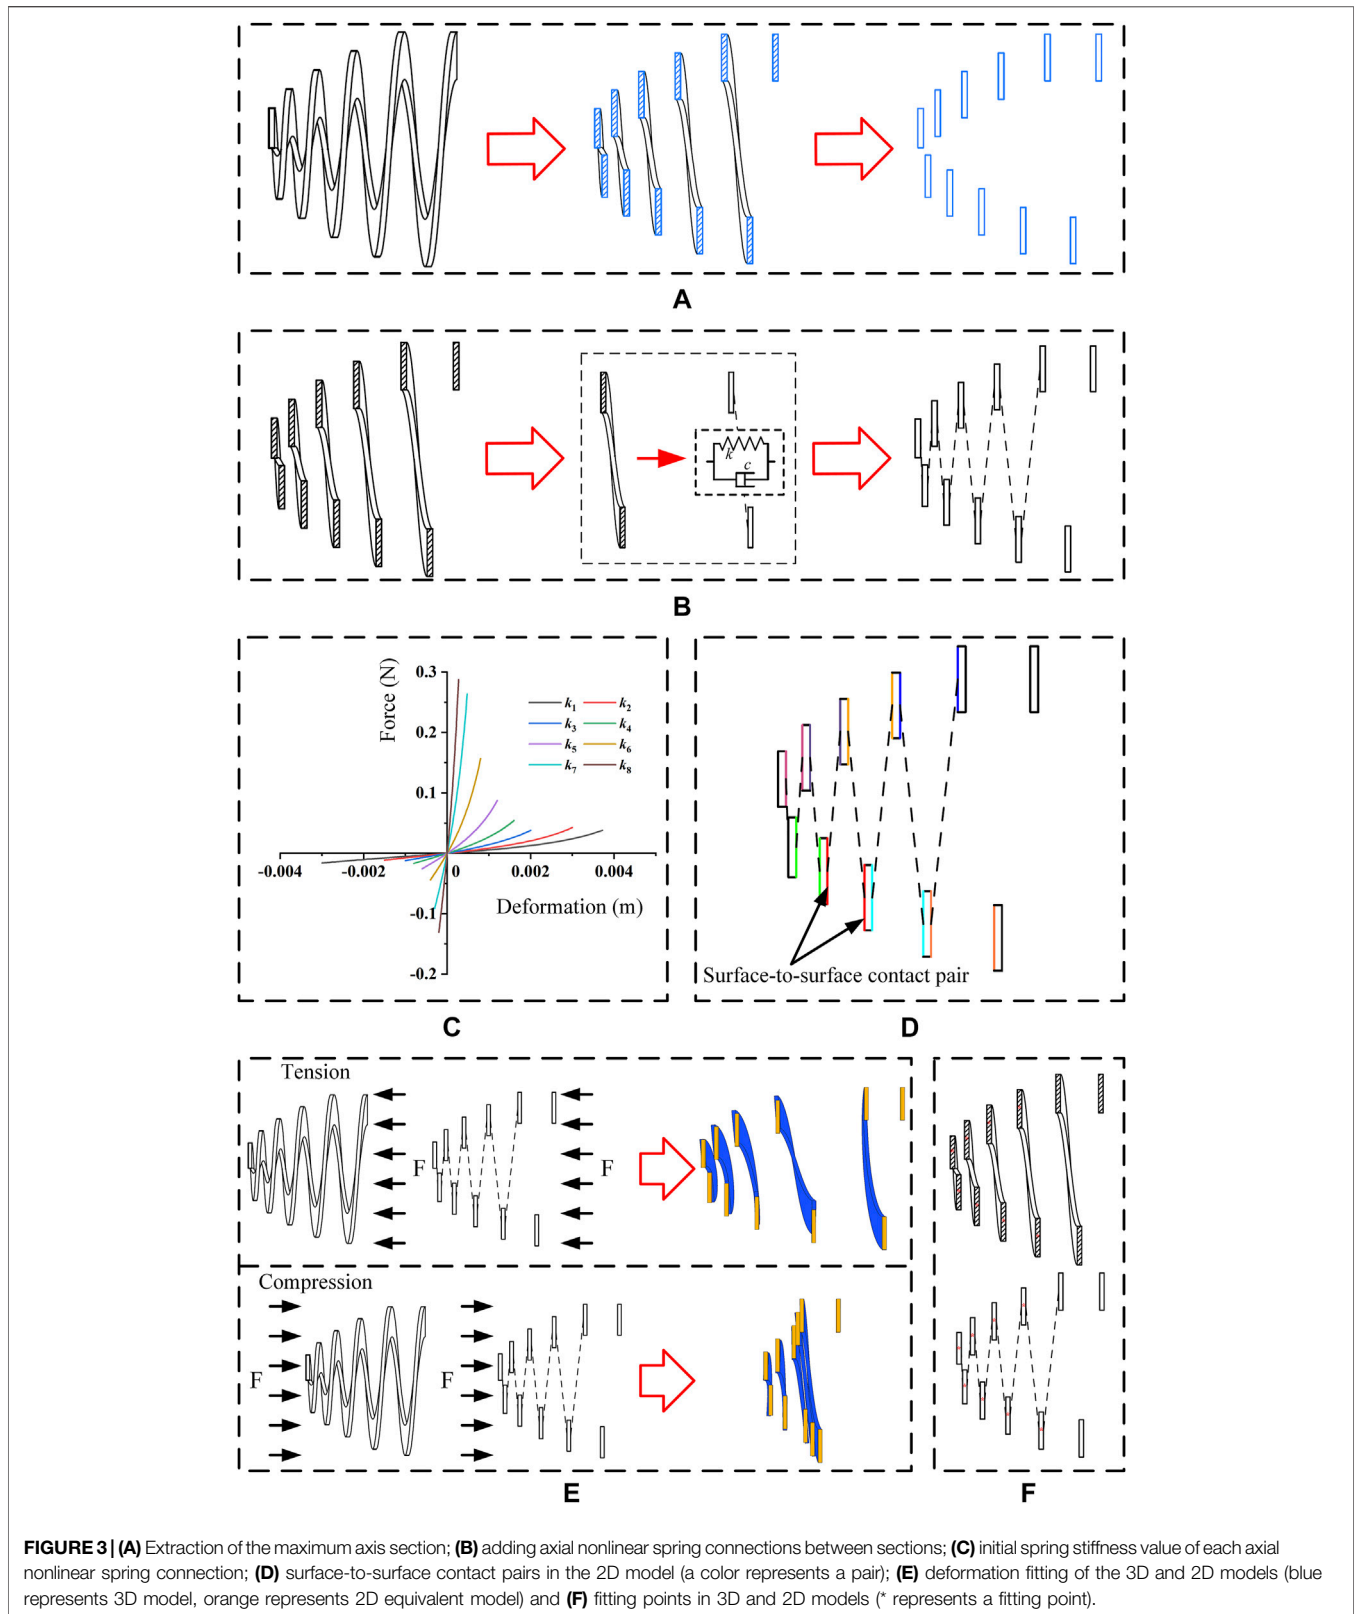 A
k
c
B
Force (N)
0.3
0.2
0.1
-0.1
-0.2
-0.004
-0.002
0
0.002
0.004
Deformation (m)
k1
k2
k3
k4
k5
k6
k7
k8
C
Surface-to-surface contact pair
D
Tension
F
F
Compression
F
F
E
F
FIGURE 3 | (A) Extraction of the maximum axis section; (B) adding axial nonlinear spring connections between sections; (C) initial spring stiffness value of each axial
nonlinear spring connection; (D) surface-to-surface contact pairs in the 2D model (a color represents a pair); (E) deformation fitting of the 3D and 2D models (blue
represents 3D model, orange represents 2D equivalent model) and (F) fitting points in 3D and 2D models (* represents a fitting point).